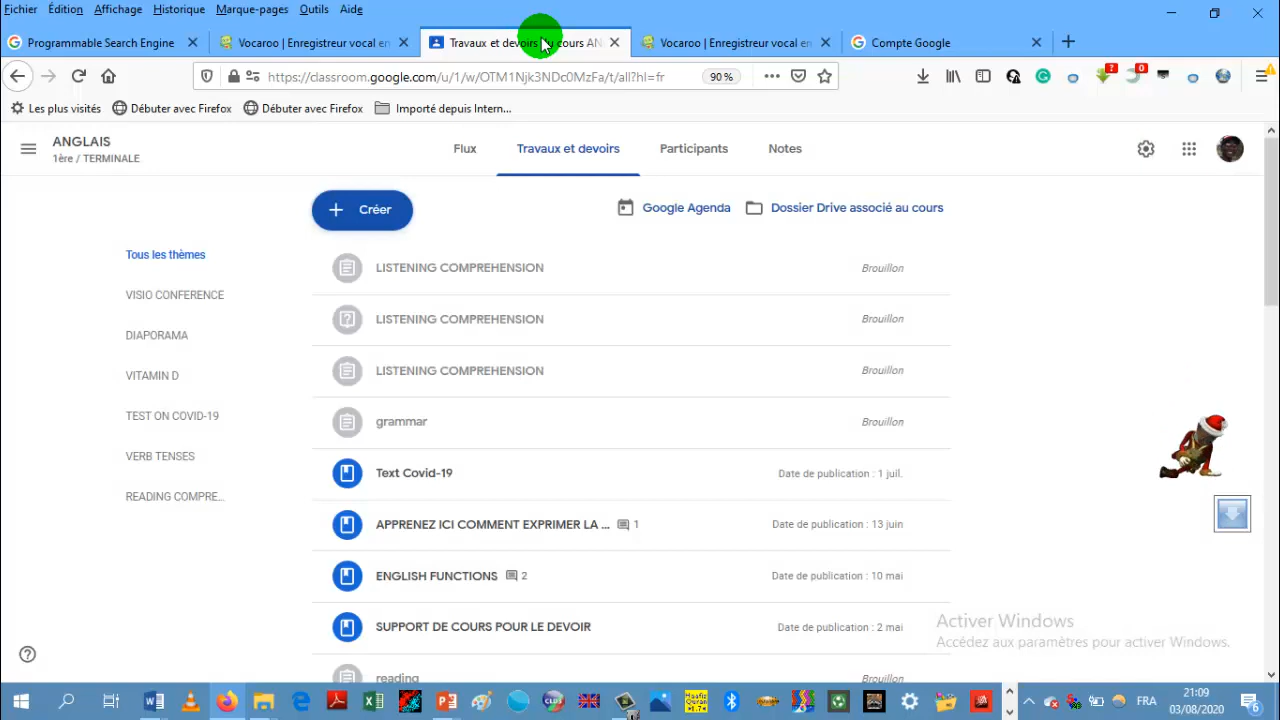 Fichier Édition Affichage Historique Marque-pages Outils Aide
Programmable Search Engine
Vocaroo | Enregistreur vocal en
Travaux et devoirs du cours AN
Vocaroo | Enregistreur vocal en
Compte Google
https://classroom.google.com/u/1/w/OTM1Njk3NDc0MzFa/t/all?hl=fr 90 %
Les plus visités Débuter avec Firefox Débuter avec Firefox Importé depuis Intern...
ANGLAIS
1ère / TERMINALE
Flux Travaux et devoirs Participants Notes
Créer
Google Agenda Dossier Drive associé au cours
Tous les thèmes
VISIO CONFERENCE
DIAPORAMA
VITAMIN D
TEST ON COVID-19
VERB TENSES
READING COMPRE...
LISTENING COMPREHENSION Brouillon
LISTENING COMPREHENSION Brouillon
LISTENING COMPREHENSION Brouillon
grammar Brouillon
Text Covid-19 Date de publication : 1 juil.
APPRENEZ ICI COMMENT EXPRIMER LA ... 1 Date de publication : 13 juin
ENGLISH FUNCTIONS 2 Date de publication : 10 mai
SUPPORT DE COURS POUR LE DEVOIR Date de publication : 2 mai
reading Brouillon
Activer Windows
Accédez aux paramètres pour activer Windows.
FRA
21:09
03/08/2020